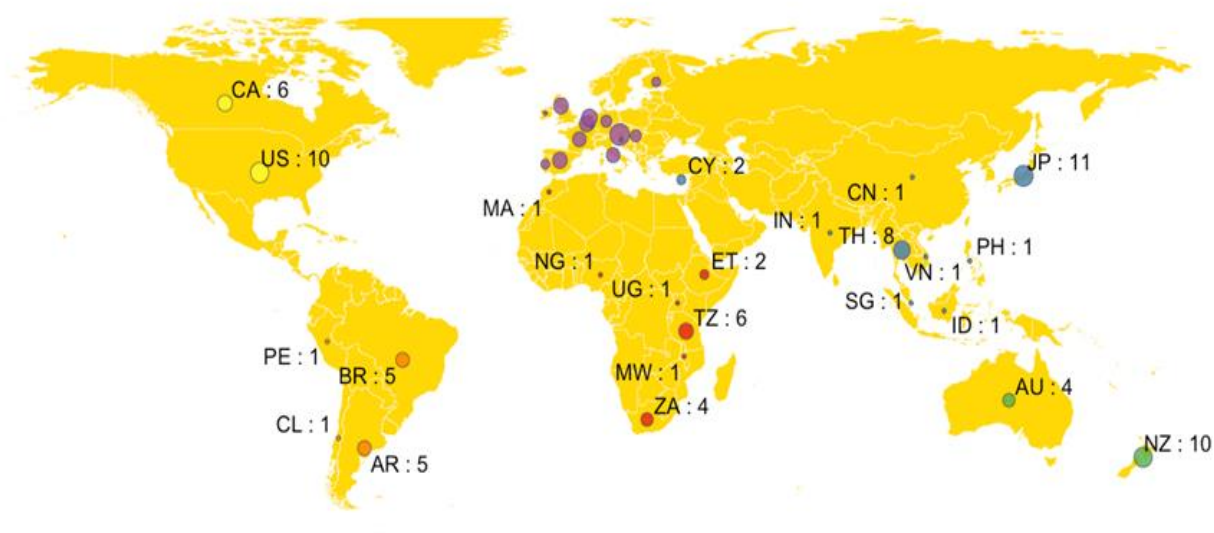 CA : 6
US : 10
CY : 2
JP : 11
CN : 1
MA : 1
IN : 1
TH : 8
PH : 1
NG : 1
ET : 2
VN : 1
UG : 1
SG : 1
TZ : 6
ID : 1
PE : 1
BR : 5
MW : 1
AU : 4
ZA : 4
CL : 1
AR : 5
NZ : 10